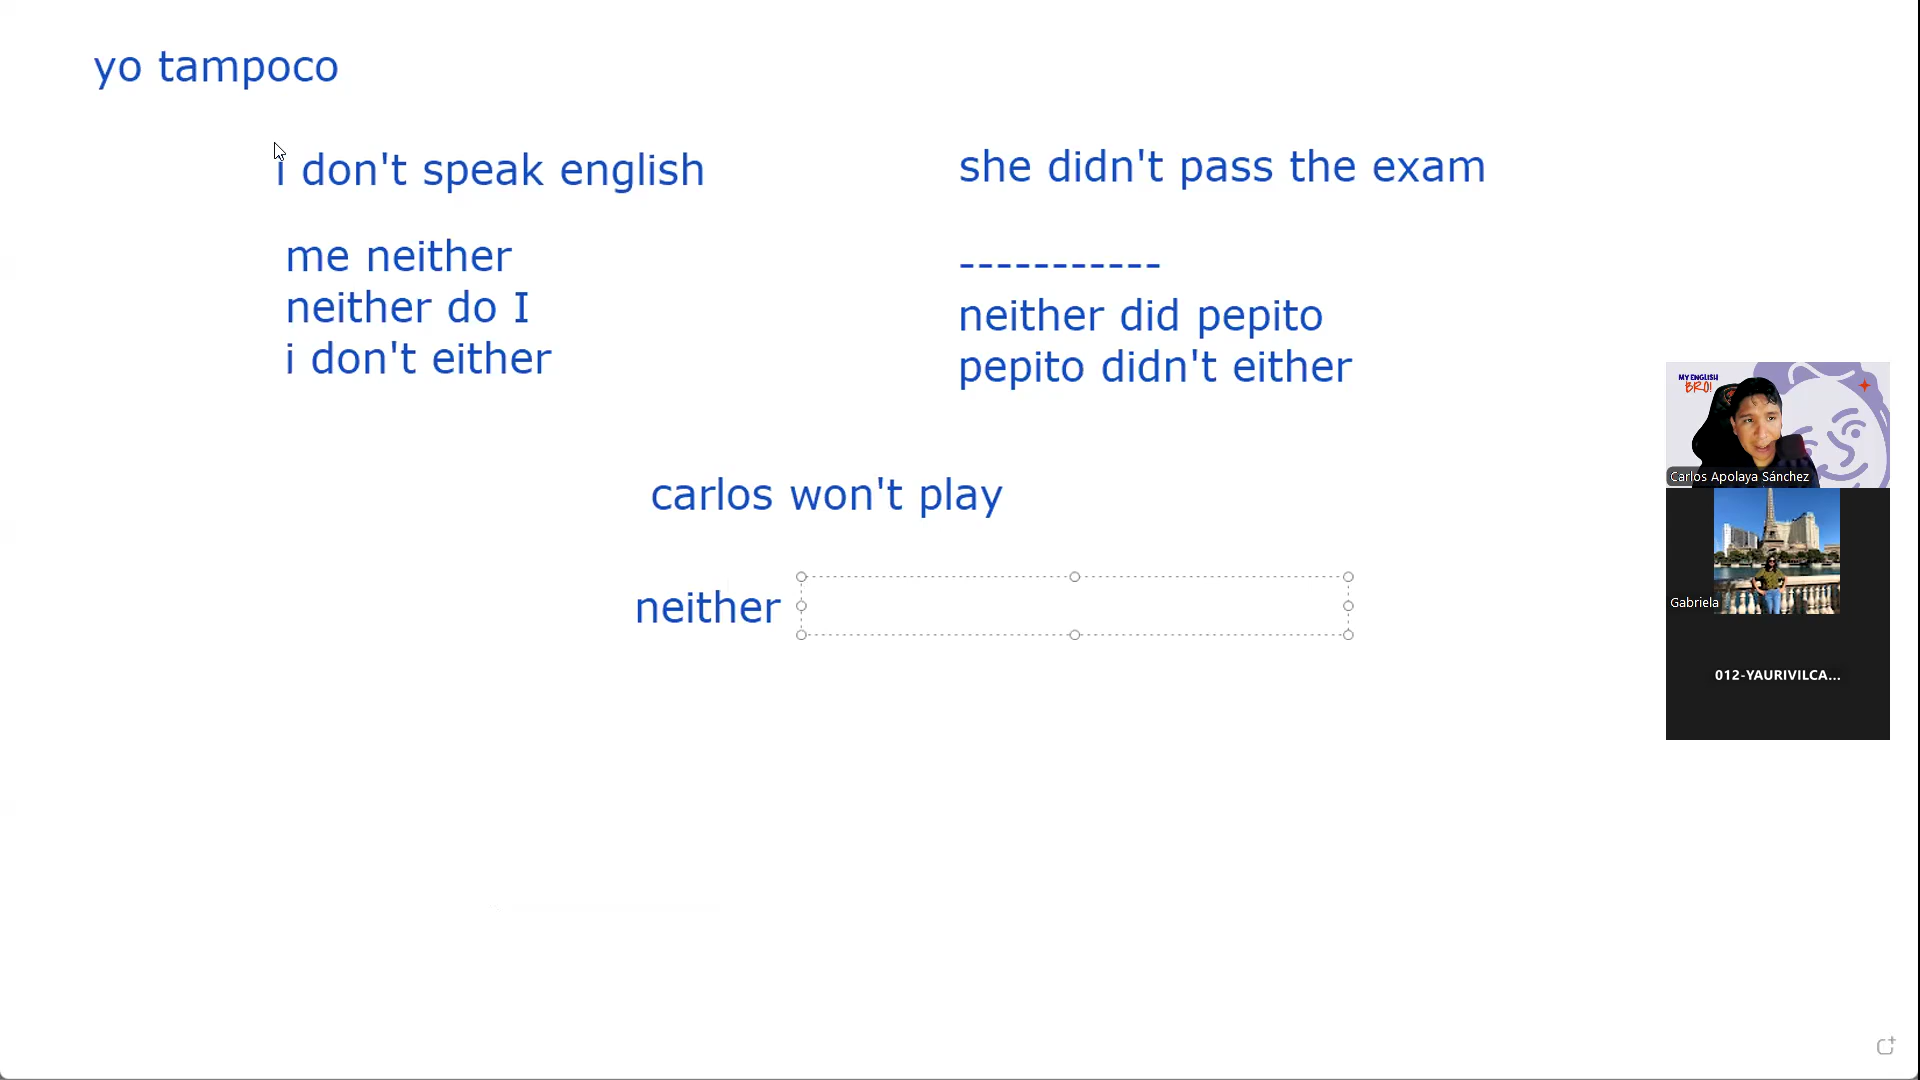 yo tampoco
i don't speak english
me neither
neither do I
i don't either
she didn't pass the exam
-----------
neither did pepito
pepito didn't either
carlos won't play
neither
MY ENGLISH
BRO!
Carlos Apolaya Sánchez
Gabriela
012-YAURIVILCA...